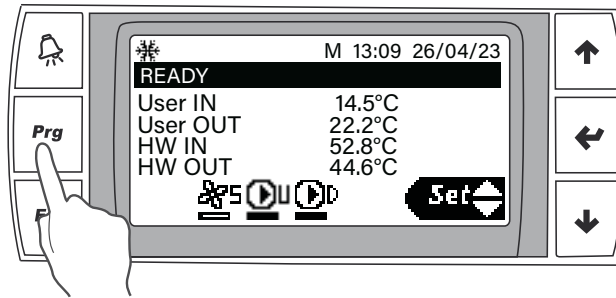 M 13:09 26/04/23
READY
User IN 14.5°C
User OUT 22.2°C
HW IN 52.8°C
HW OUT 44.6°C
S U D
Set
Prg